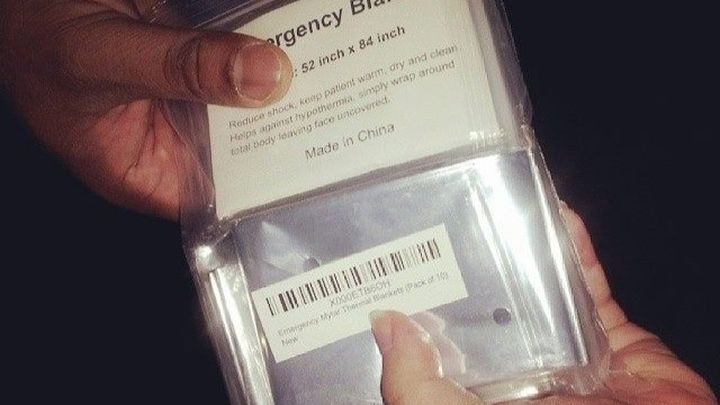 ergency Bla
: 52 inch x 84 inch
Reduce shock, keep patient warm, dry and clean
Helps against hypothermia, simply wrap around
total body leaving face uncovered.
Made in China
X000ETB6OH
Emergency Mylar Thermal Blankets (Pack of 10)
New